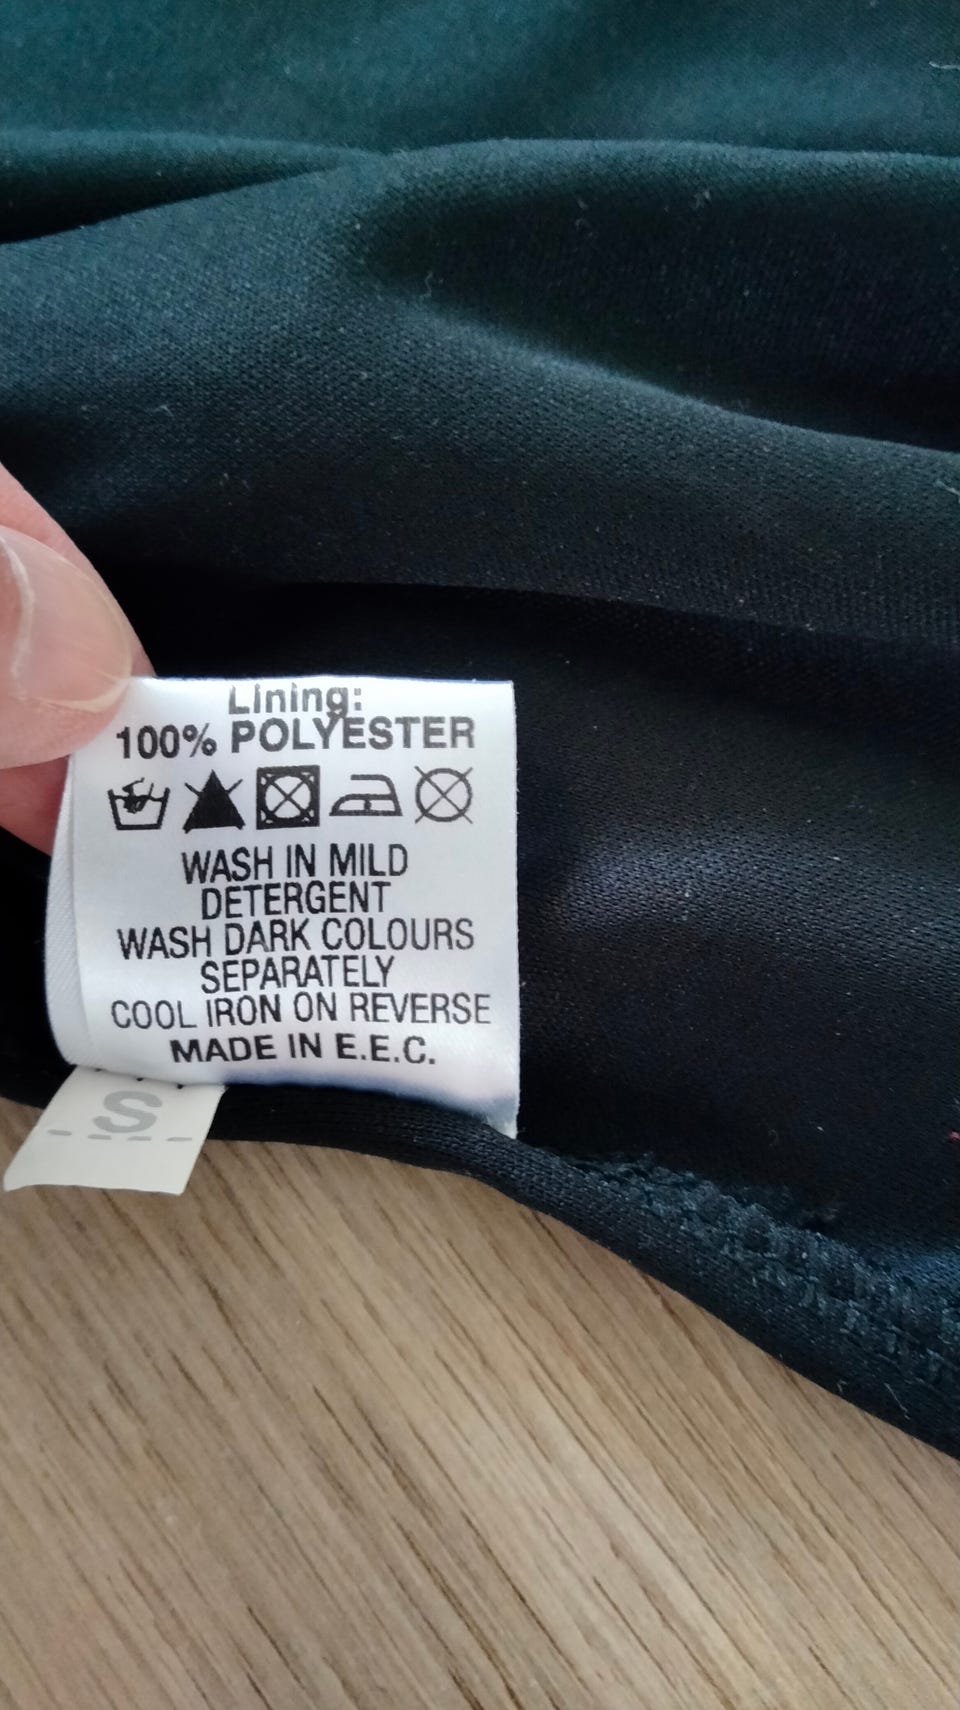 Lining:
100% POLYESTER
WASH IN MILD
DETERGENT
WASH DARK COLOURS
SEPARATELY
COOL IRON ON REVERSE
MADE IN E.E.C.
S